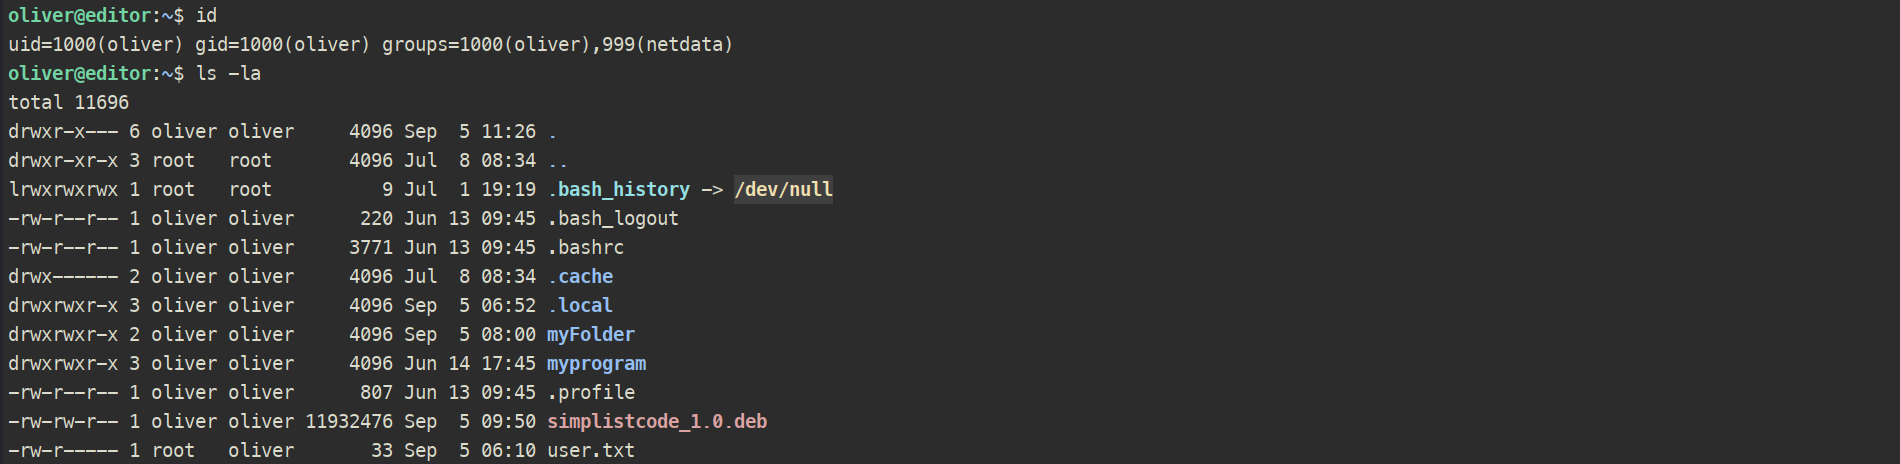 oliver@editor:~$ id
uid=1000(oliver) gid=1000(oliver) groups=1000(oliver),999(netdata)
oliver@editor:~$ ls -la
total 11696
drwxr-x--- 6 oliver oliver     4096 Sep  5 11:26 .
drwxr-xr-x 3 root   root       4096 Jul  8 08:34 ..
lrwxrwxrwx 1 root   root          9 Jul  1 19:19 .bash_history -> /dev/null
-rw-r--r-- 1 oliver oliver      220 Jun 13 09:45 .bash_logout
-rw-r--r-- 1 oliver oliver     3771 Jun 13 09:45 .bashrc
drwx------ 2 oliver oliver     4096 Jul  8 08:34 .cache
drwxrwxr-x 3 oliver oliver     4096 Sep  5 06:52 .local
drwxrwxr-x 2 oliver oliver     4096 Sep  5 08:00 myFolder
drwxrwxr-x 3 oliver oliver     4096 Jun 14 17:45 myprogram
-rw-r--r-- 1 oliver oliver      807 Jun 13 09:45 .profile
-rw-rw-r-- 1 oliver oliver 11932476 Sep  5 09:50 simplistcode_1.0.deb
-rw-r----- 1 root   oliver       33 Sep  5 06:10 user.txt